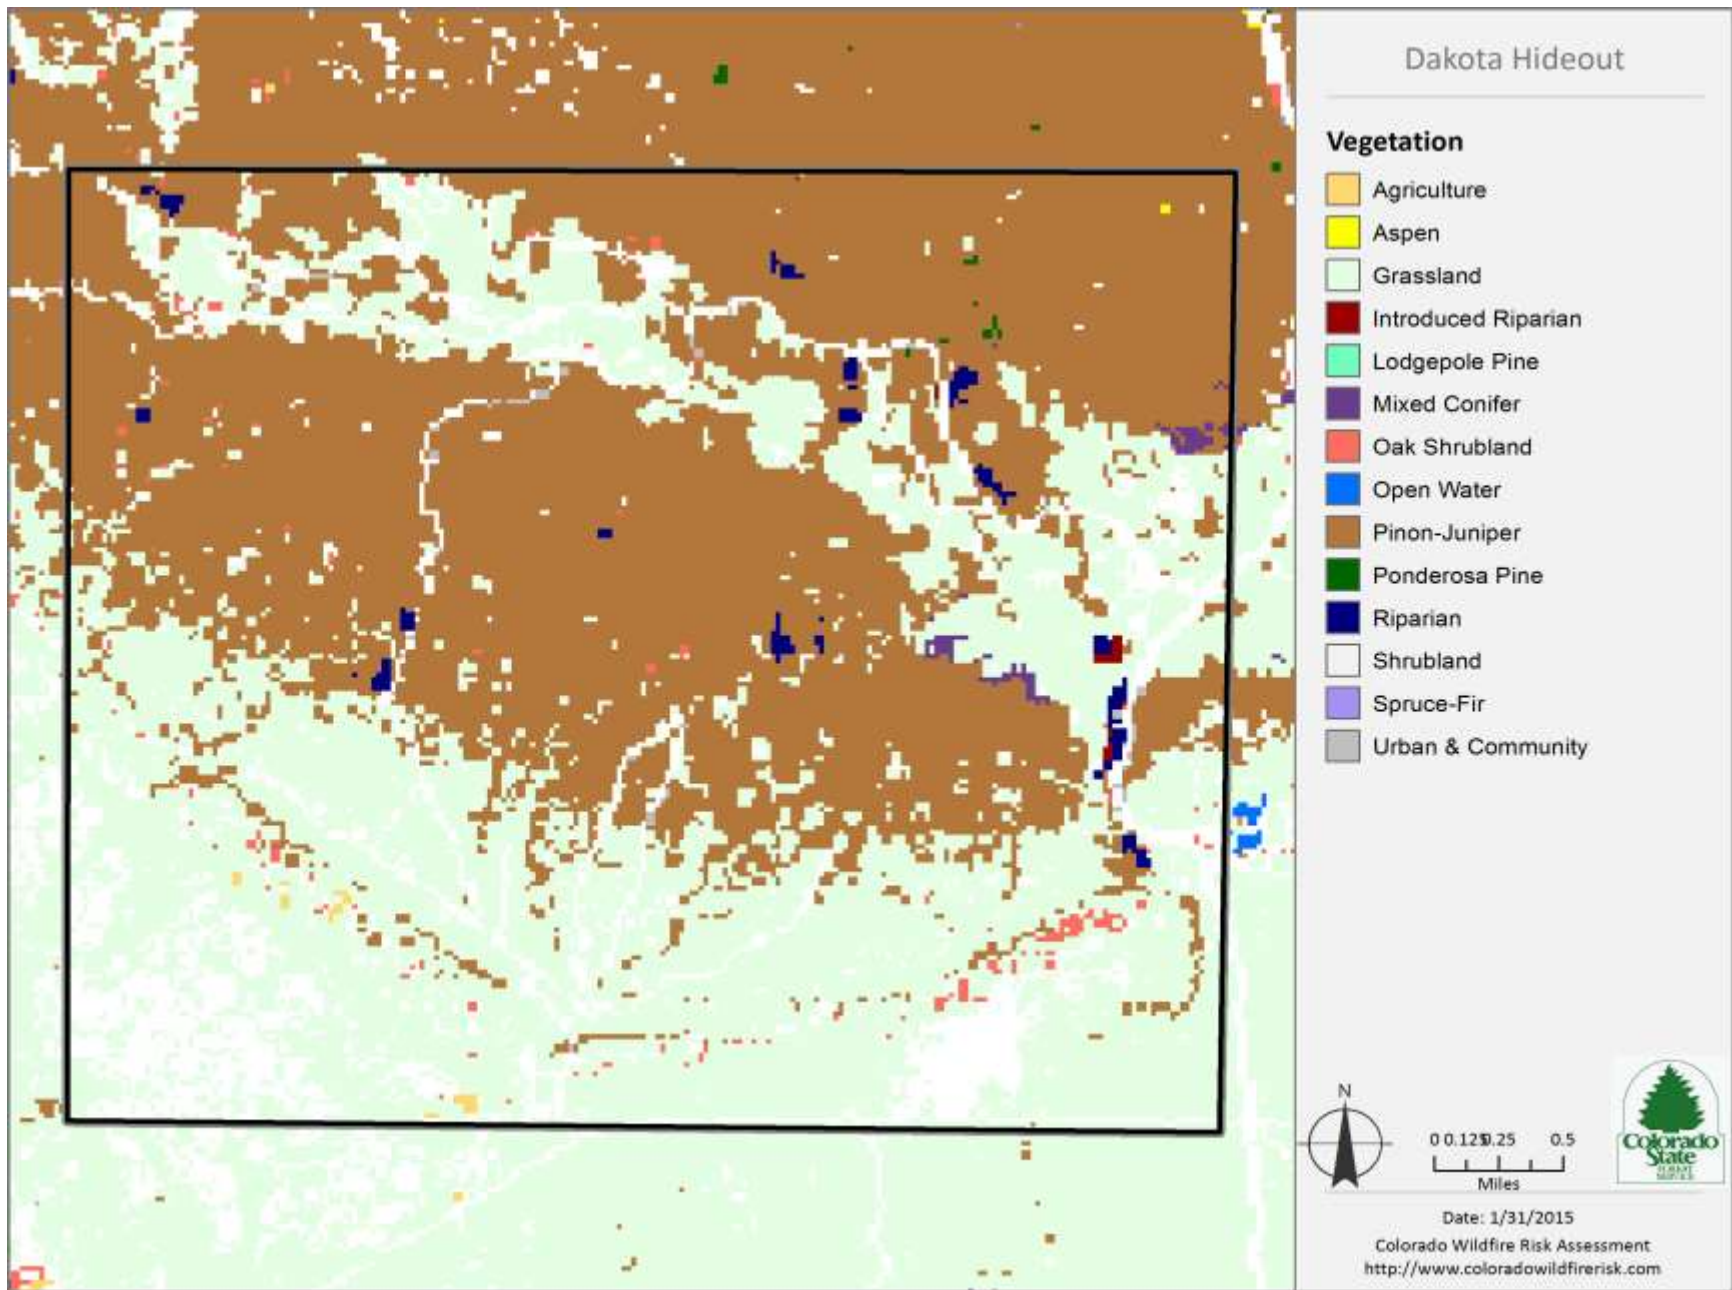 Dakota Hideout
Vegetation
Agriculture
Aspen
Grassland
Introduced Riparian
Lodgepole Pine
Mixed Conifer
Oak Shrubland
Open Water
Pinon-Juniper
Ponderosa Pine
Riparian
Shrubland
Spruce-Fir
Urban & Community
N
0 0.125 0.25 0.5
Miles
Colorado
State
FOREST
SERVICE
Date: 1/31/2015
Colorado Wildfire Risk Assessment
http://www.coloradowildfirerisk.com